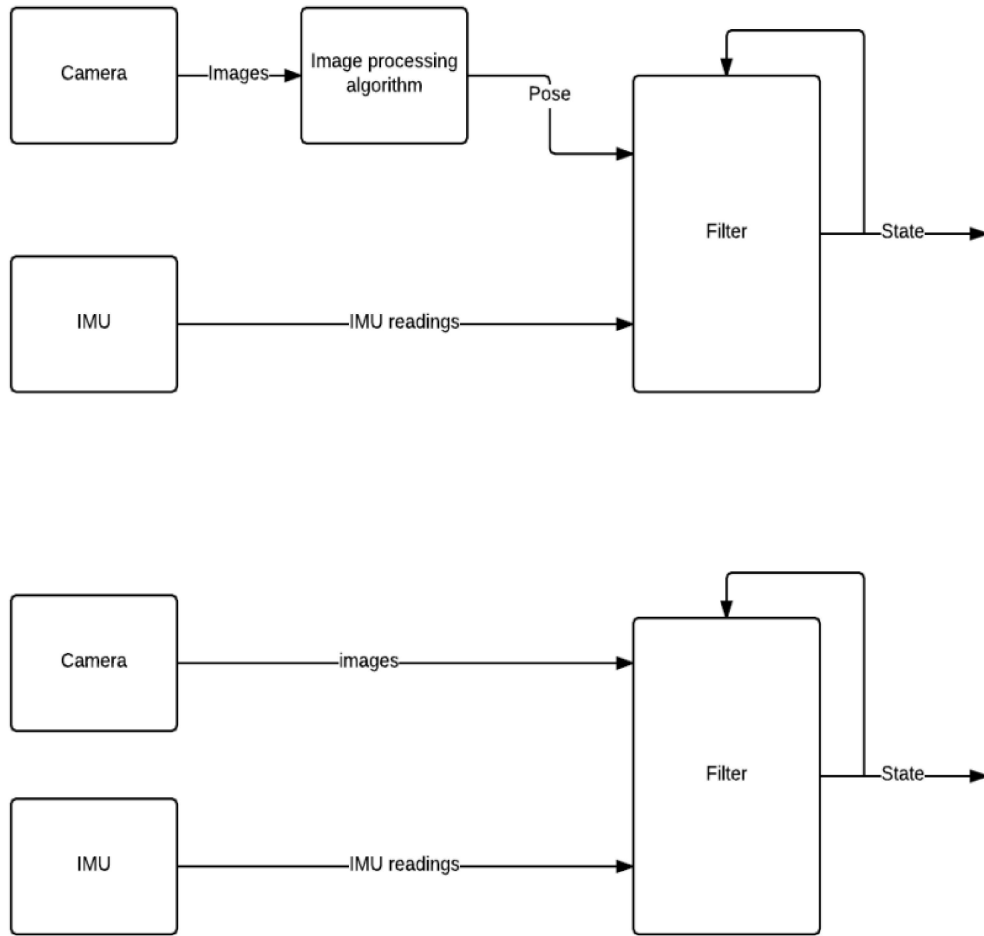 Camera
Images
Image processing
algorithm
Pose
Filter
State
IMU
IMU readings
Camera
images
Filter
State
IMU
IMU readings